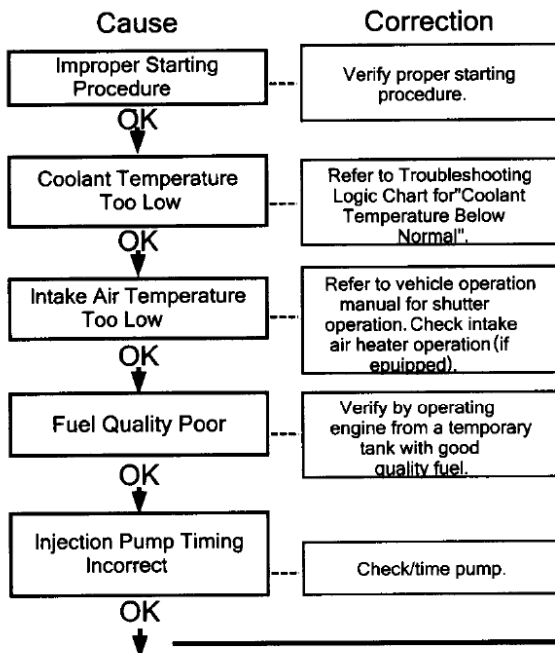 Cause
Correction
Improper Starting
Procedure
Verify proper starting
procedure.
OK
Coolant Temperature
Too Low
Refer to Troubleshooting
Logic Chart for"Coolant
Temperature Below
Normal".
OK
Intake Air Temperature
Too Low
Refer to vehicle operation
manual for shutter
operation. Check intake
air heater operation (if
epuipped).
OK
Fuel Quality Poor
Verify by operating
engine from a temporary
tank with good
quality fuel.
OK
Injection Pump Timing
Incorrect
Check/time pump.
OK